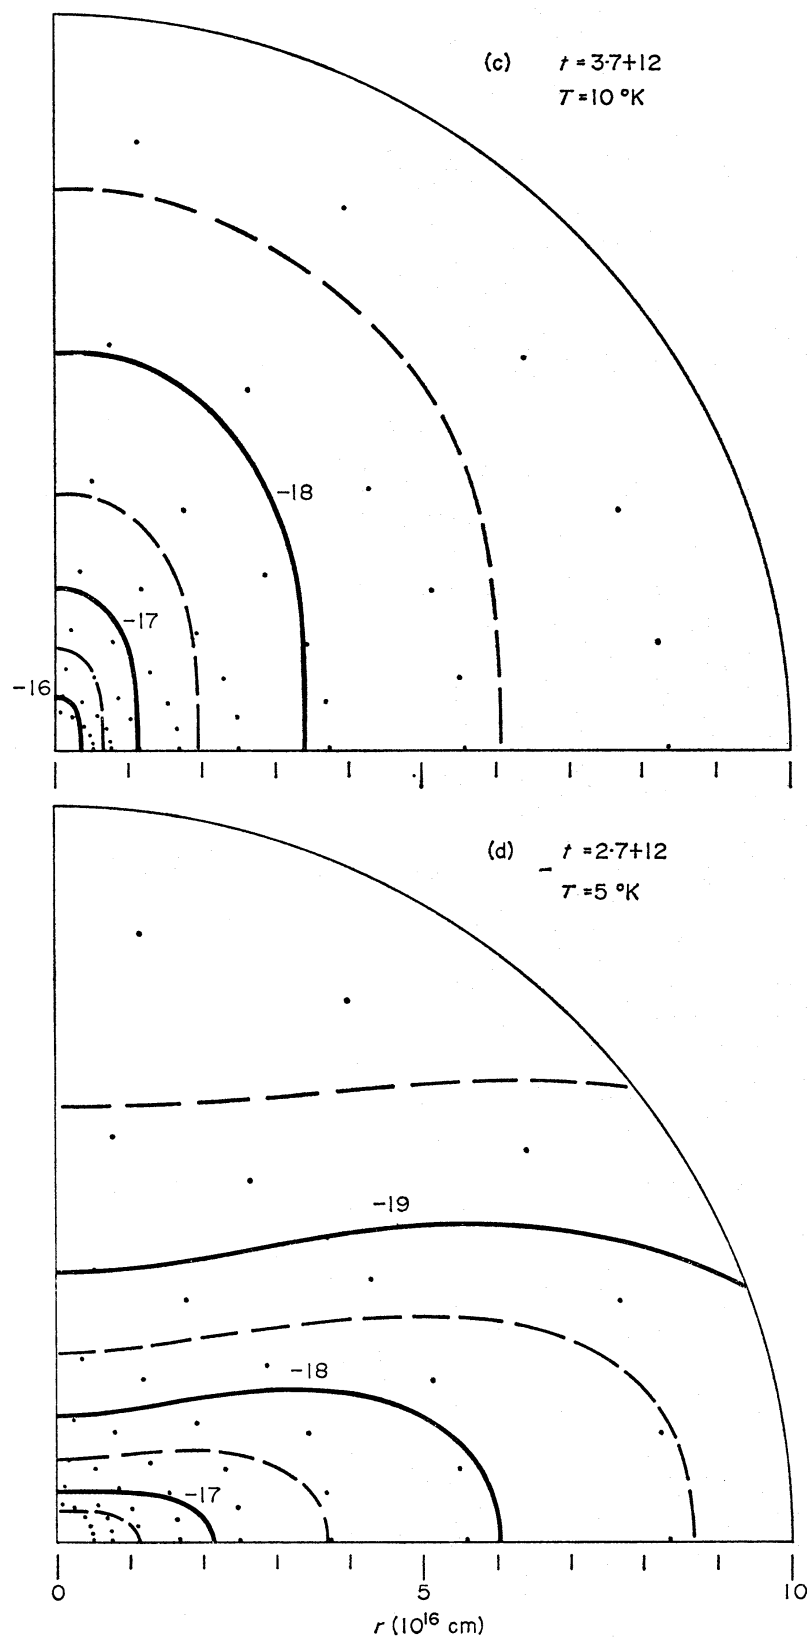 (c) t = 3·7+12
T = 10 °K
-18
-17
-16
(d) t = 2·7+12
T = 5 °K
-19
-18
-17
0 5 10
r (10¹⁶ cm)